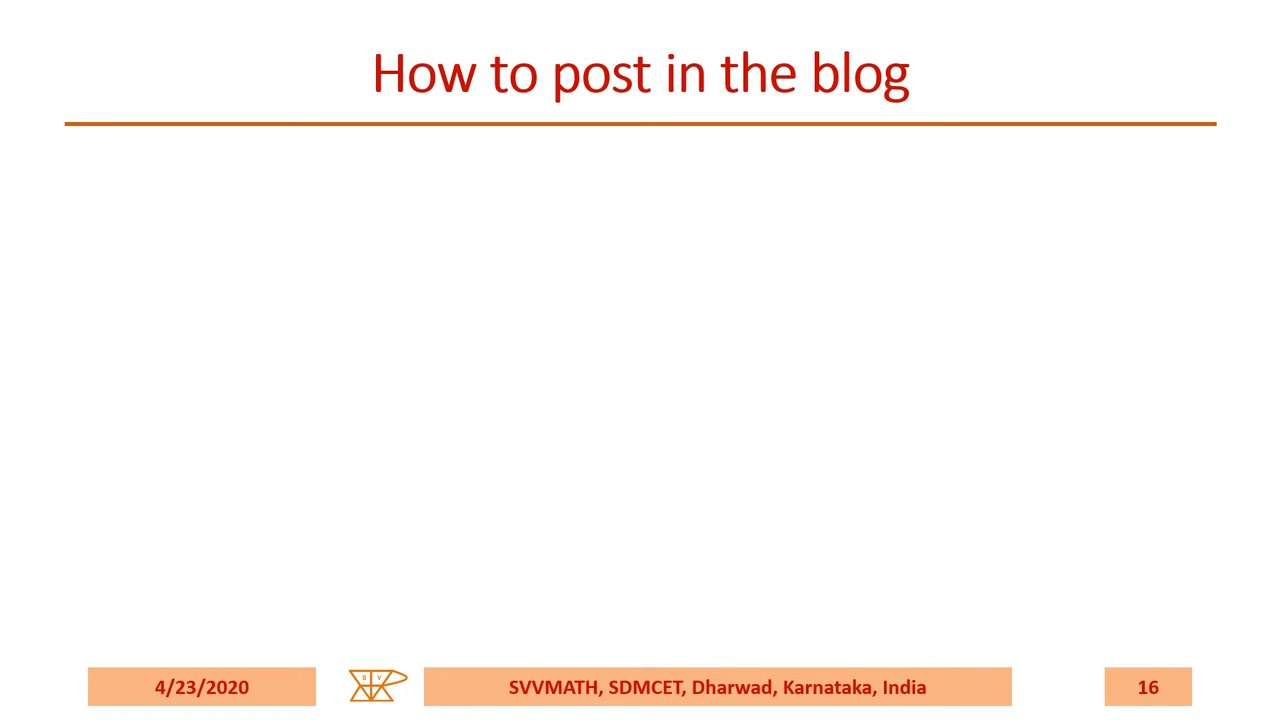 How to post in the blog
4/23/2020
S V
SVVMATH, SDMCET, Dharwad, Karnataka, India
16